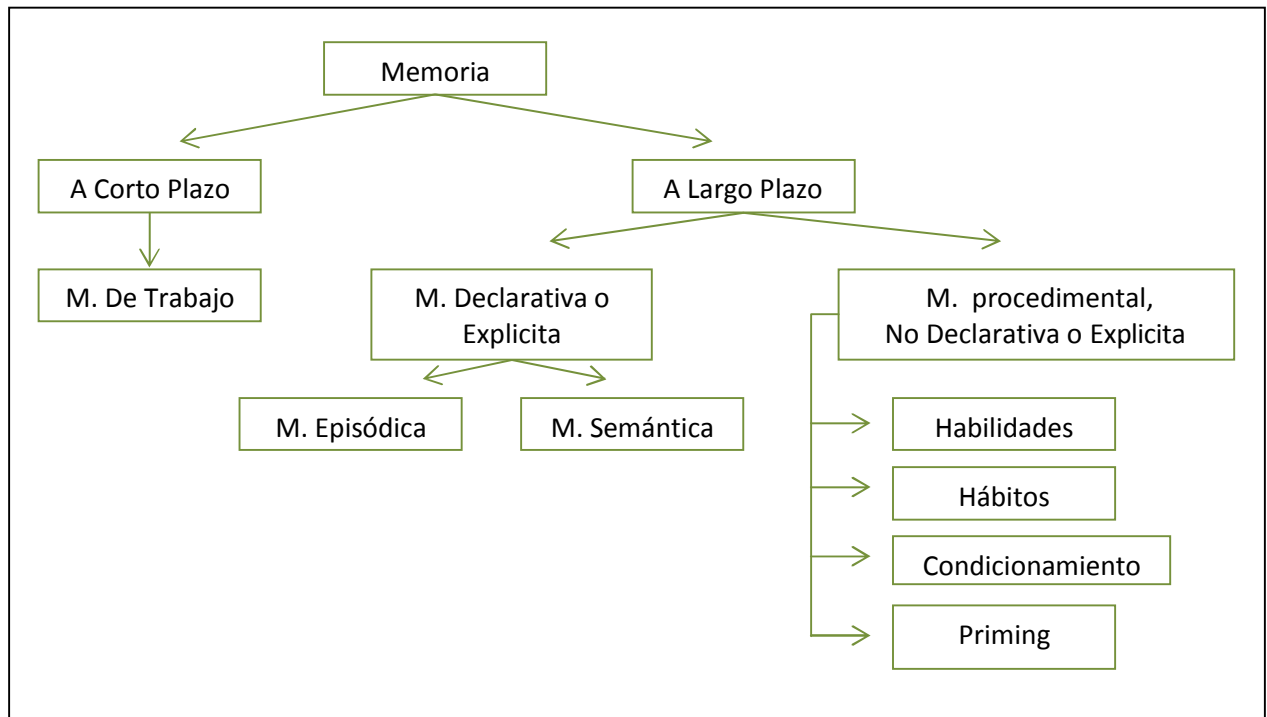 Memoria
A Corto Plazo
A Largo Plazo
M. De Trabajo
M. Declarativa o
Explicita
M. procedimental,
No Declarativa o Explicita
M. Episódica
M. Semántica
Habilidades
Hábitos
Condicionamiento
Priming